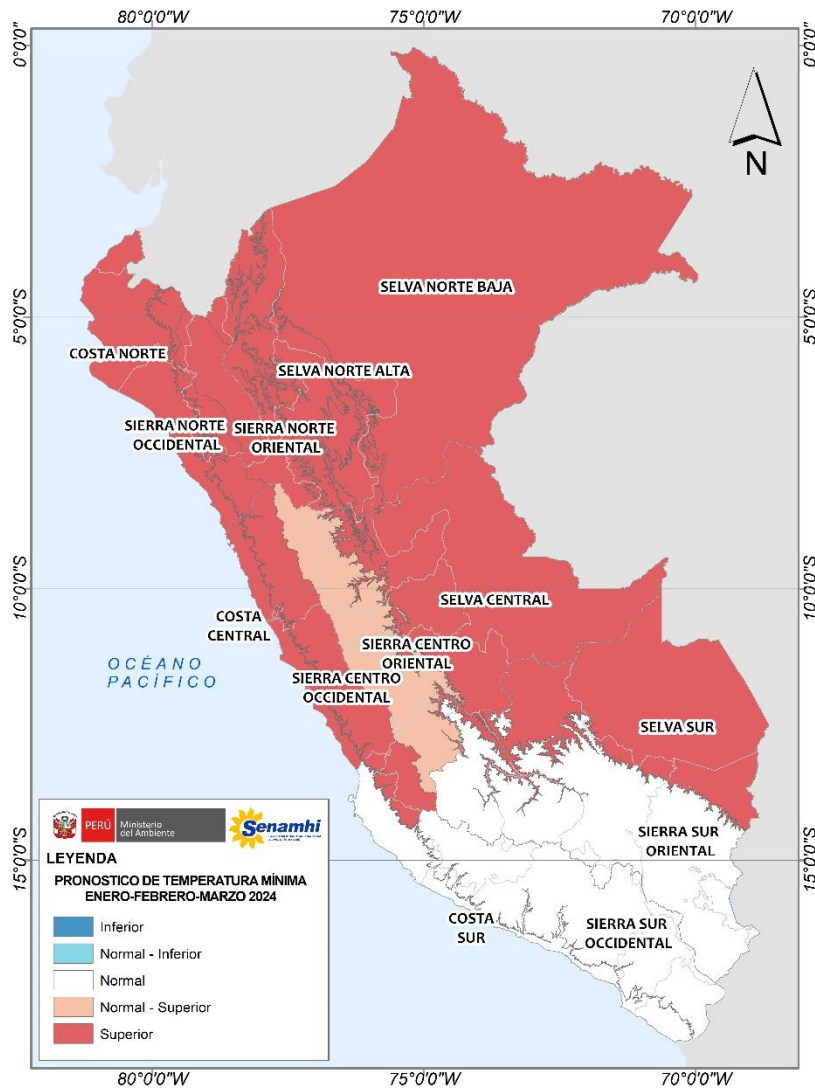 80°0'0"W 75°0'0"W 70°0'0"W
0°0'0"
0°0'0"
N
SELVA NORTE BAJA
5°0'0"S
5°0'0"S
COSTA NORTE
SELVA NORTE ALTA
SIERRA NORTE
OCCIDENTAL
SIERRA NORTE
ORIENTAL
10°0'0"S
10°0'0"S
SELVA CENTRAL
COSTA
CENTRAL
SIERRA CENTRO
ORIENTAL
OCÉANO
PACÍFICO
SIERRA CENTRO
OCCIDENTAL
SELVA SUR
SIERRA SUR
ORIENTAL
15°0'0"S
15°0'0"S
COSTA
SUR
SIERRA SUR
OCCIDENTAL
PERÚ
Ministerio
del Ambiente
Senamhi
LEYENDA
PRONOSTICO DE TEMPERATURA MÍNIMA
ENERO-FEBRERO-MARZO 2024
Inferior
Normal - Inferior
Normal
Normal - Superior
Superior
80°0'0"W 75°0'0"W 70°0'0"W